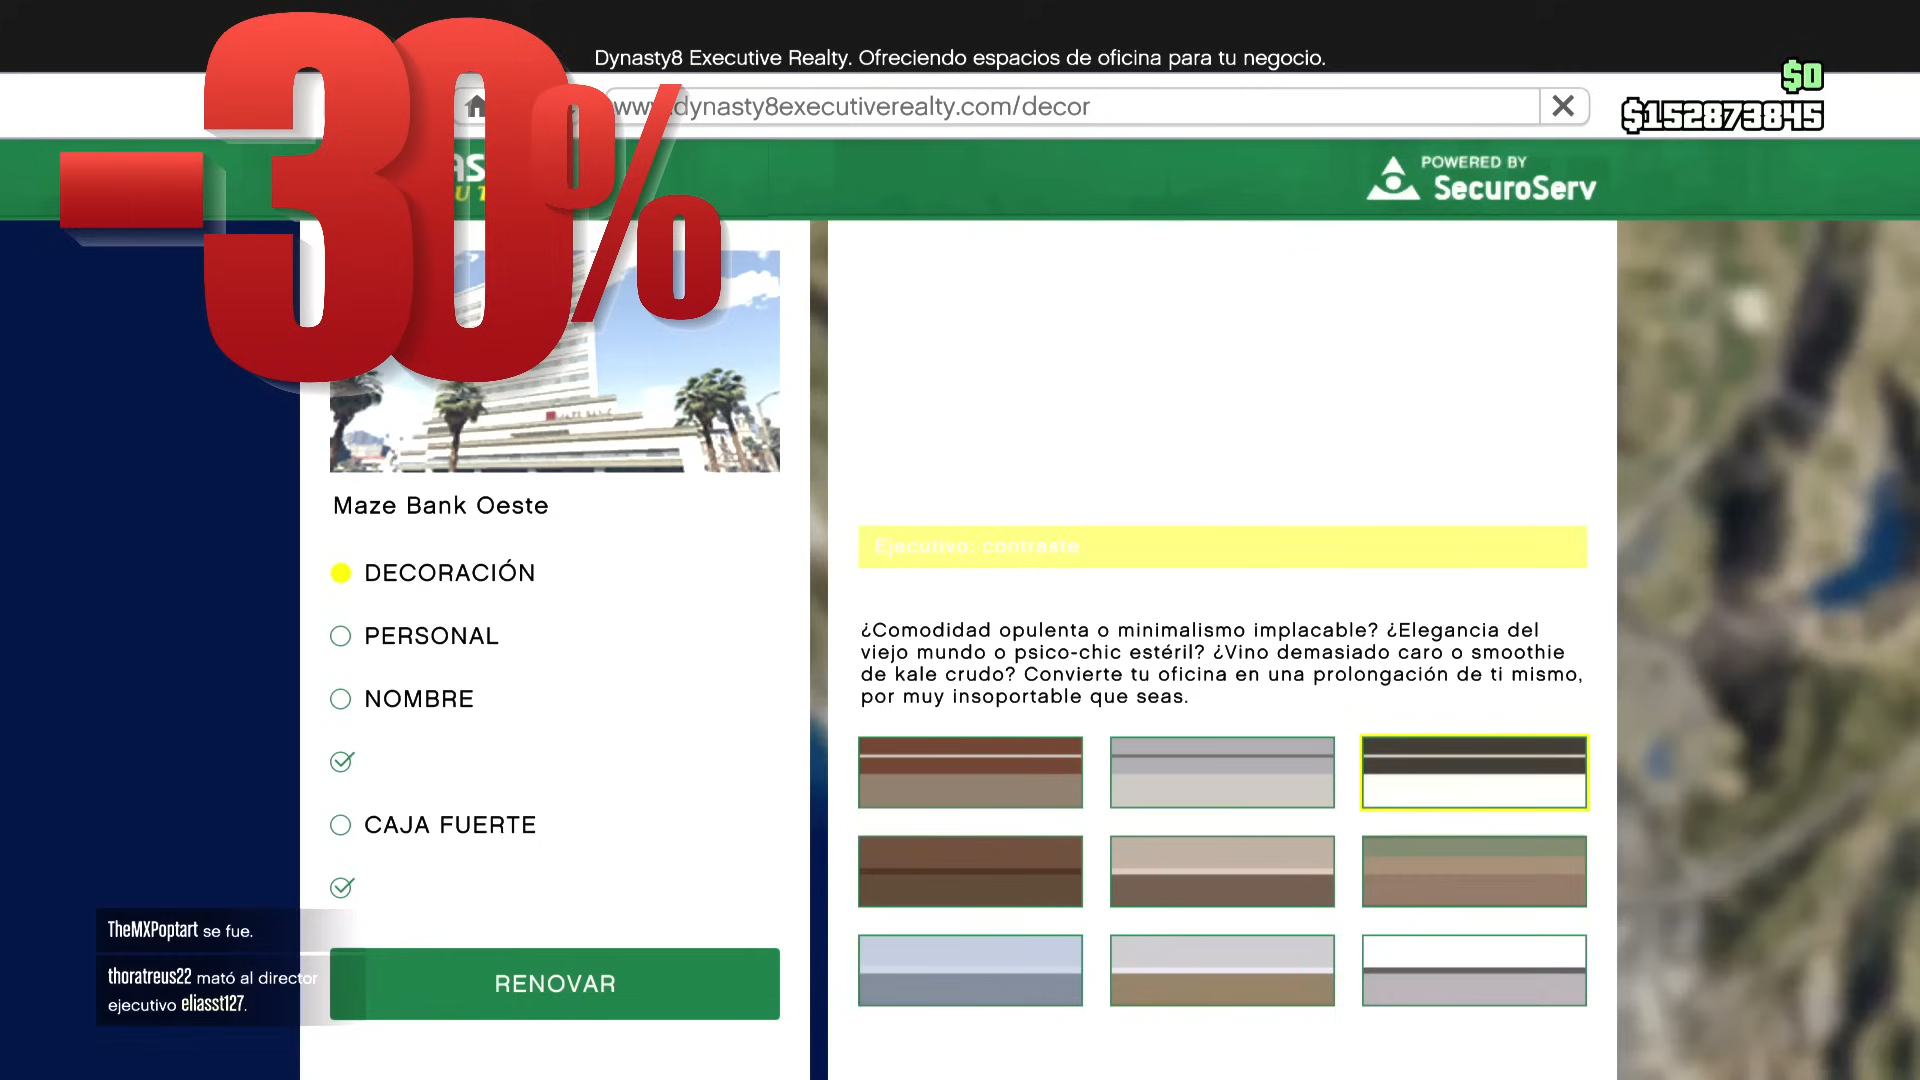 Dynasty8 Executive Realty. Ofreciendo espacios de oficina para tu negocio.
-30%
www.dynasty8executiverealty.com/decor
$0
$152873845
POWERED BY
SecuroServ
Maze Bank Oeste
DECORACIÓN
PERSONAL
NOMBRE
CAJA FUERTE
RENOVAR
Ejecutivo: contraste
¿Comodidad opulenta o minimalismo implacable? ¿Elegancia del
viejo mundo o psico-chic estéril? ¿Vino demasiado caro o smoothie
de kale crudo? Convierte tu oficina en una prolongación de ti mismo,
por muy insoportable que seas.
TheMXPoptart se fue.
thoratreus22 mató al director
ejecutivo eliasst127.